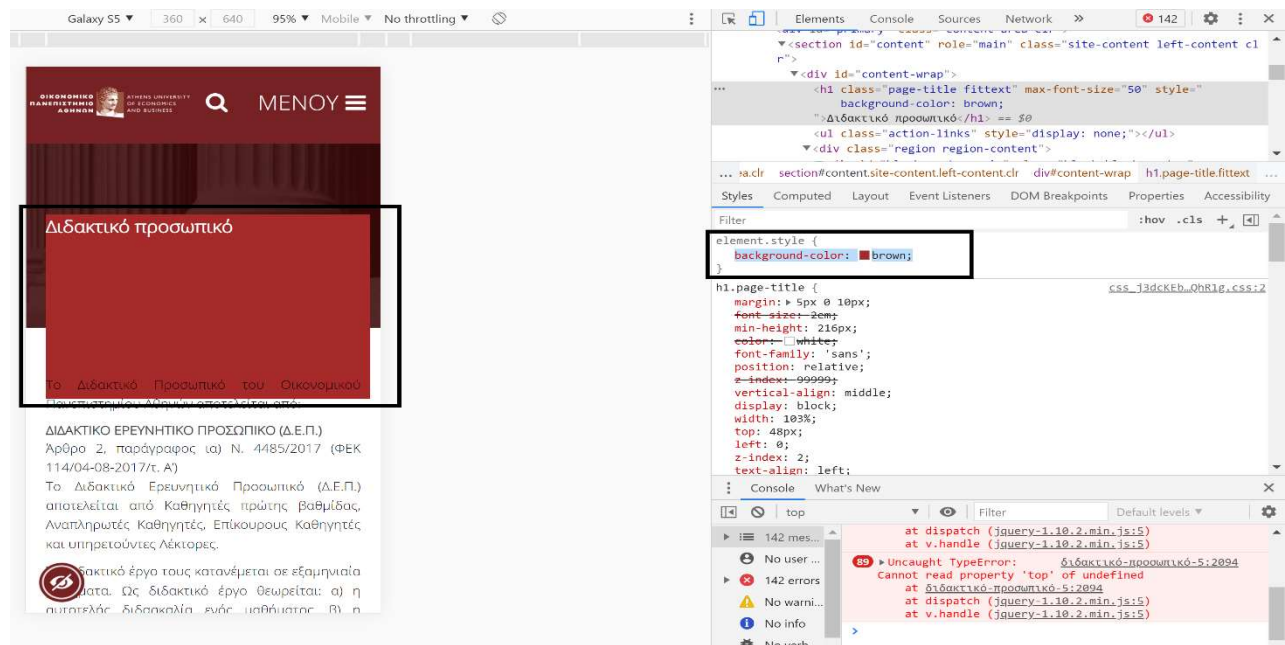 Galaxy S5 ▼ 360 x 640 95% ▼ Mobile ▼ No throttling ▼
Elements Console Sources Network » 142
▼<section id="content" role="main" class="site-content left-content cl
r">
▼<div id="content-wrap">
<h1 class="page-title fittext" max-font-size="50" style="
background-color: brown;
">Διδακτικό προσωπικό</h1> == $0
<ul class="action-links" style="display: none;"></ul>
▼<div class="region region-content">
... ea.clr section#content.site-content.left-content.clr div#content-wrap h1.page-title.fittext ...
Styles Computed Layout Event Listeners DOM Breakpoints Properties Accessibility
Filter :hov .cls +
element.style {
background-color: brown;
}
h1.page-title { css_j3dcKEb…QhR1g.css:2
margin: ▶ 5px 0 10px;
font-size: 2em;
min-height: 216px;
color: white;
font-family: 'sans';
position: relative;
z-index: 99999;
vertical-align: middle;
display: block;
width: 103%;
top: 48px;
left: 0;
z-index: 2;
text-align: left;
Console What's New
top Filter Default levels ▼
142 mes...
No user ...
142 errors
No warni...
No info
at dispatch (jquery-1.10.2.min.js:5)
at v.handle (jquery-1.10.2.min.js:5)
89 ▶Uncaught TypeError: διδακτικό-προσωπικό-5:2094
Cannot read property 'top' of undefined
at διδακτικό-προσωπικό-5:2094
at dispatch (jquery-1.10.2.min.js:5)
at v.handle (jquery-1.10.2.min.js:5)
>
ΟΙΚΟΝΟΜΙΚΟ
ΠΑΝΕΠΙΣΤΗΜΙΟ
ΑΘΗΝΩΝ
ATHENS UNIVERSITY
OF ECONOMICS
AND BUSINESS
ΜΕΝΟΥ
Διδακτικό προσωπικό
Το Διδακτικό Προσωπικό του Οικονομικού
Πανεπιστημίου Αθηνών αποτελείται από:
ΔΙΔΑΚΤΙΚΟ ΕΡΕΥΝΗΤΙΚΟ ΠΡΟΣΩΠΙΚΟ (Δ.Ε.Π.)
Άρθρο 2, παράγραφος ια) Ν. 4485/2017 (ΦΕΚ
114/04-08-2017/τ. Α')
Το Διδακτικό Ερευνητικό Προσωπικό (Δ.Ε.Π.)
αποτελείται από Καθηγητές πρώτης βαθμίδας,
Αναπληρωτές Καθηγητές, Επίκουρους Καθηγητές
και υπηρετούντες Λέκτορες.
δακτικό έργο τους κατανέμεται σε εξαμηνιαία
ματα. Ως διδακτικό έργο θεωρείται: α) η
αυτοτελής διδασκαλία ενός μαθήματος, β) η